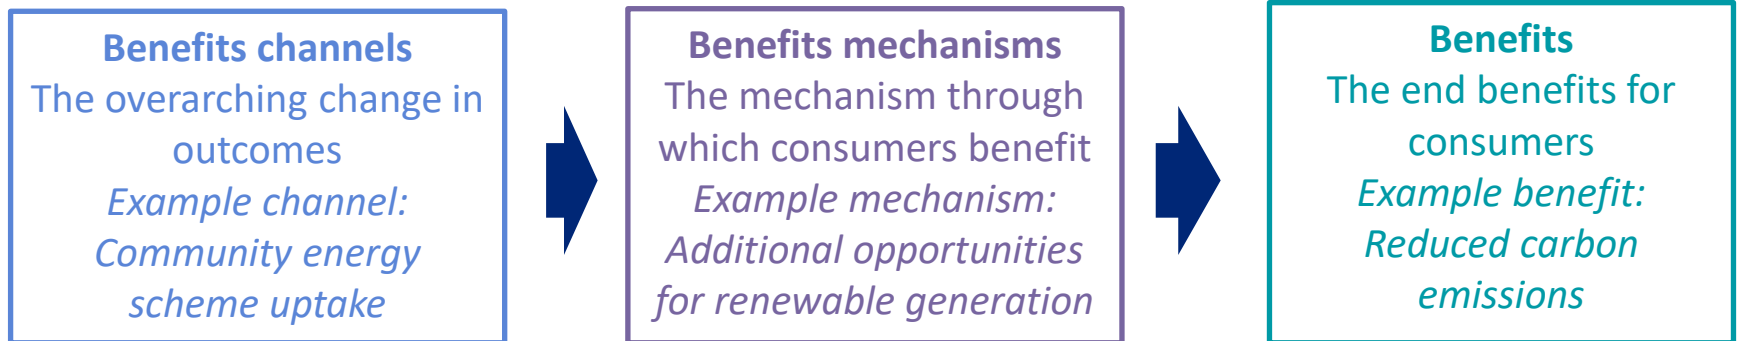 Benefits channels
The overarching change in
outcomes
Example channel:
Community energy
scheme uptake
Benefits mechanisms
The mechanism through
which consumers benefit
Example mechanism:
Additional opportunities
for renewable generation
Benefits
The end benefits for
consumers
Example benefit:
Reduced carbon
emissions